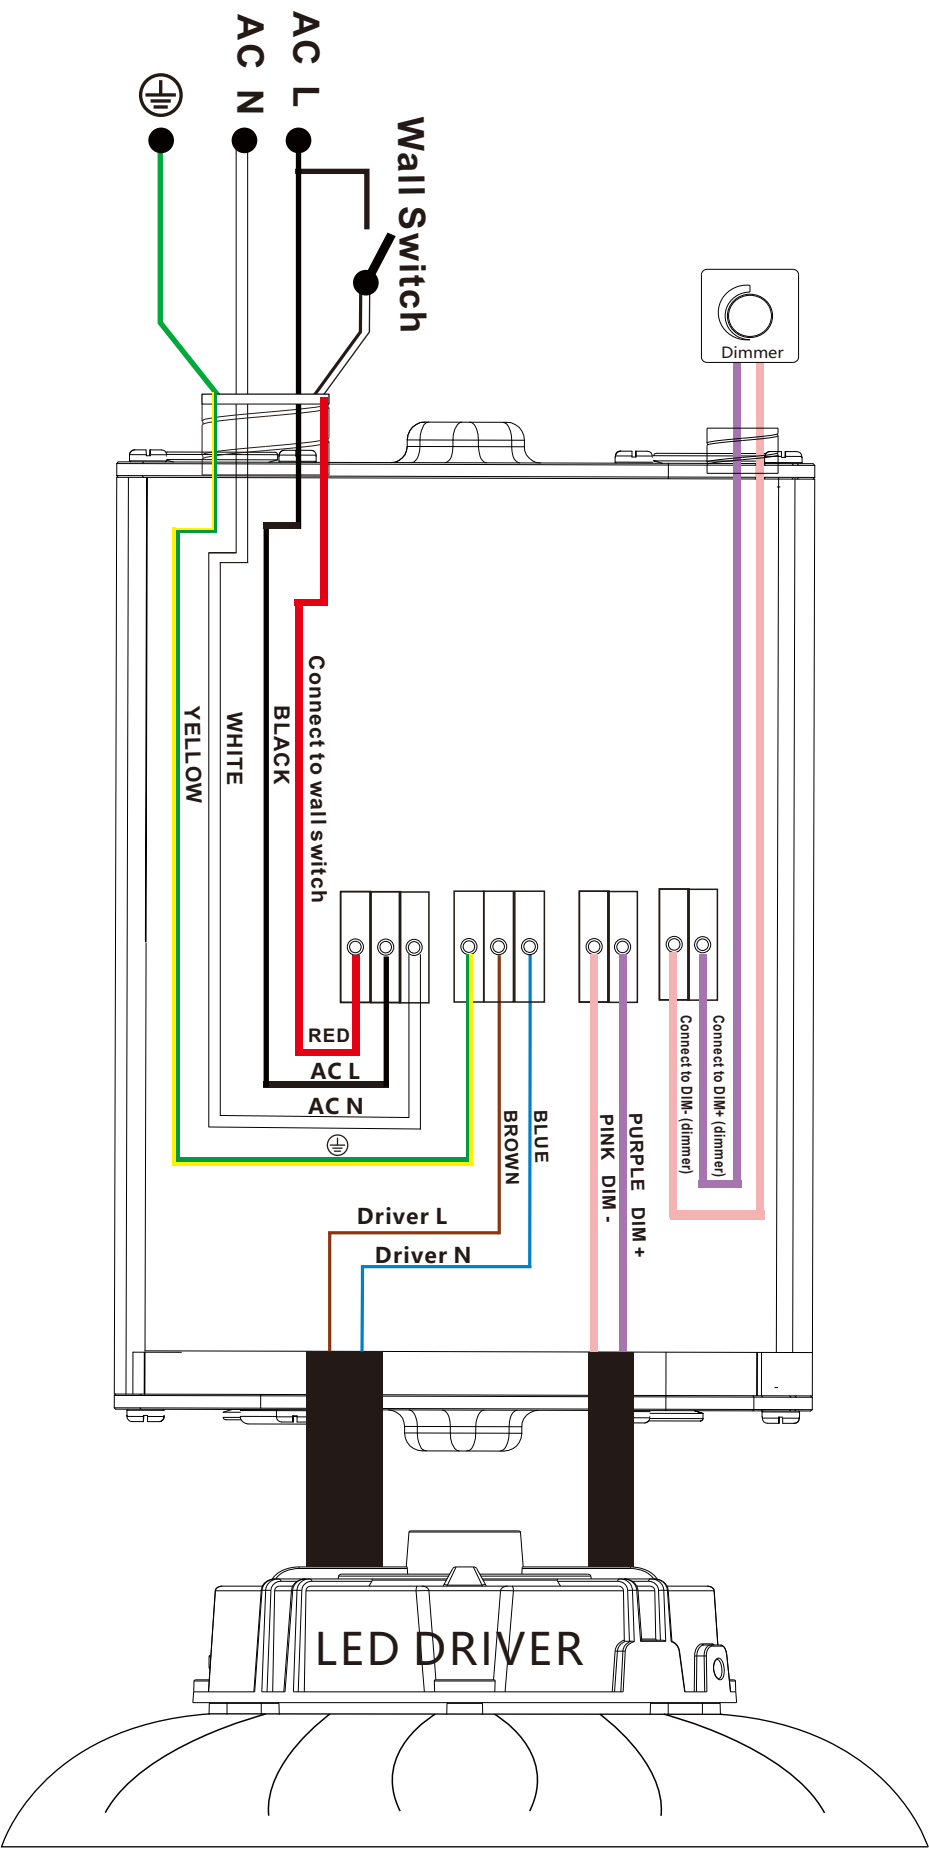 AC N
AC L
Wall Switch
Dimmer
YELLOW
WHITE
BLACK
Connect to wall switch
RED
AC L
AC N
BROWN
BLUE
PINK DIM -
PURPLE DIM +
Connect to DIM- (dimmer)
Connect to DIM+ (dimmer)
Driver L
Driver N
LED DRIVER